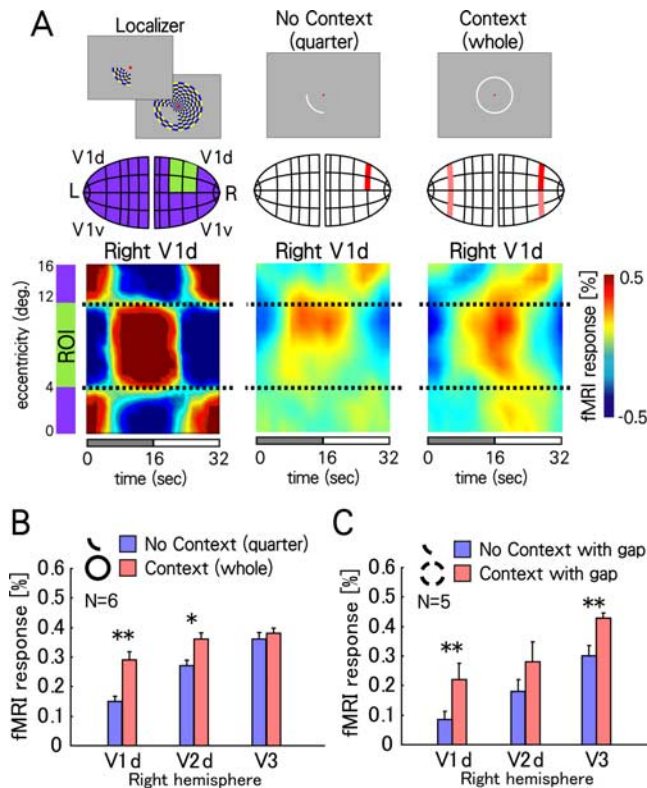 A
Localizer
No Context
(quarter)
Context
(whole)
V1d V1d
L R
V1v V1v
Right V1d Right V1d Right V1d
eccentricity (deg.)
16
12
ROI
4
0
0 16 32
time (sec)
0 16 32
time (sec)
0 16 32
time (sec)
0.5
-0.5
fMRI response [%]
B
No Context (quarter)
Context (whole)
N=6
fMRI response [%]
0.6
0.5
0.4
0.3
0.2
0.1
0
** *
V1d V2d V3
Right hemisphere
C
No Context with gap
Context with gap
N=5
fMRI response [%]
0.6
0.5
0.4
0.3
0.2
0.1
0
** **
V1d V2d V3
Right hemisphere